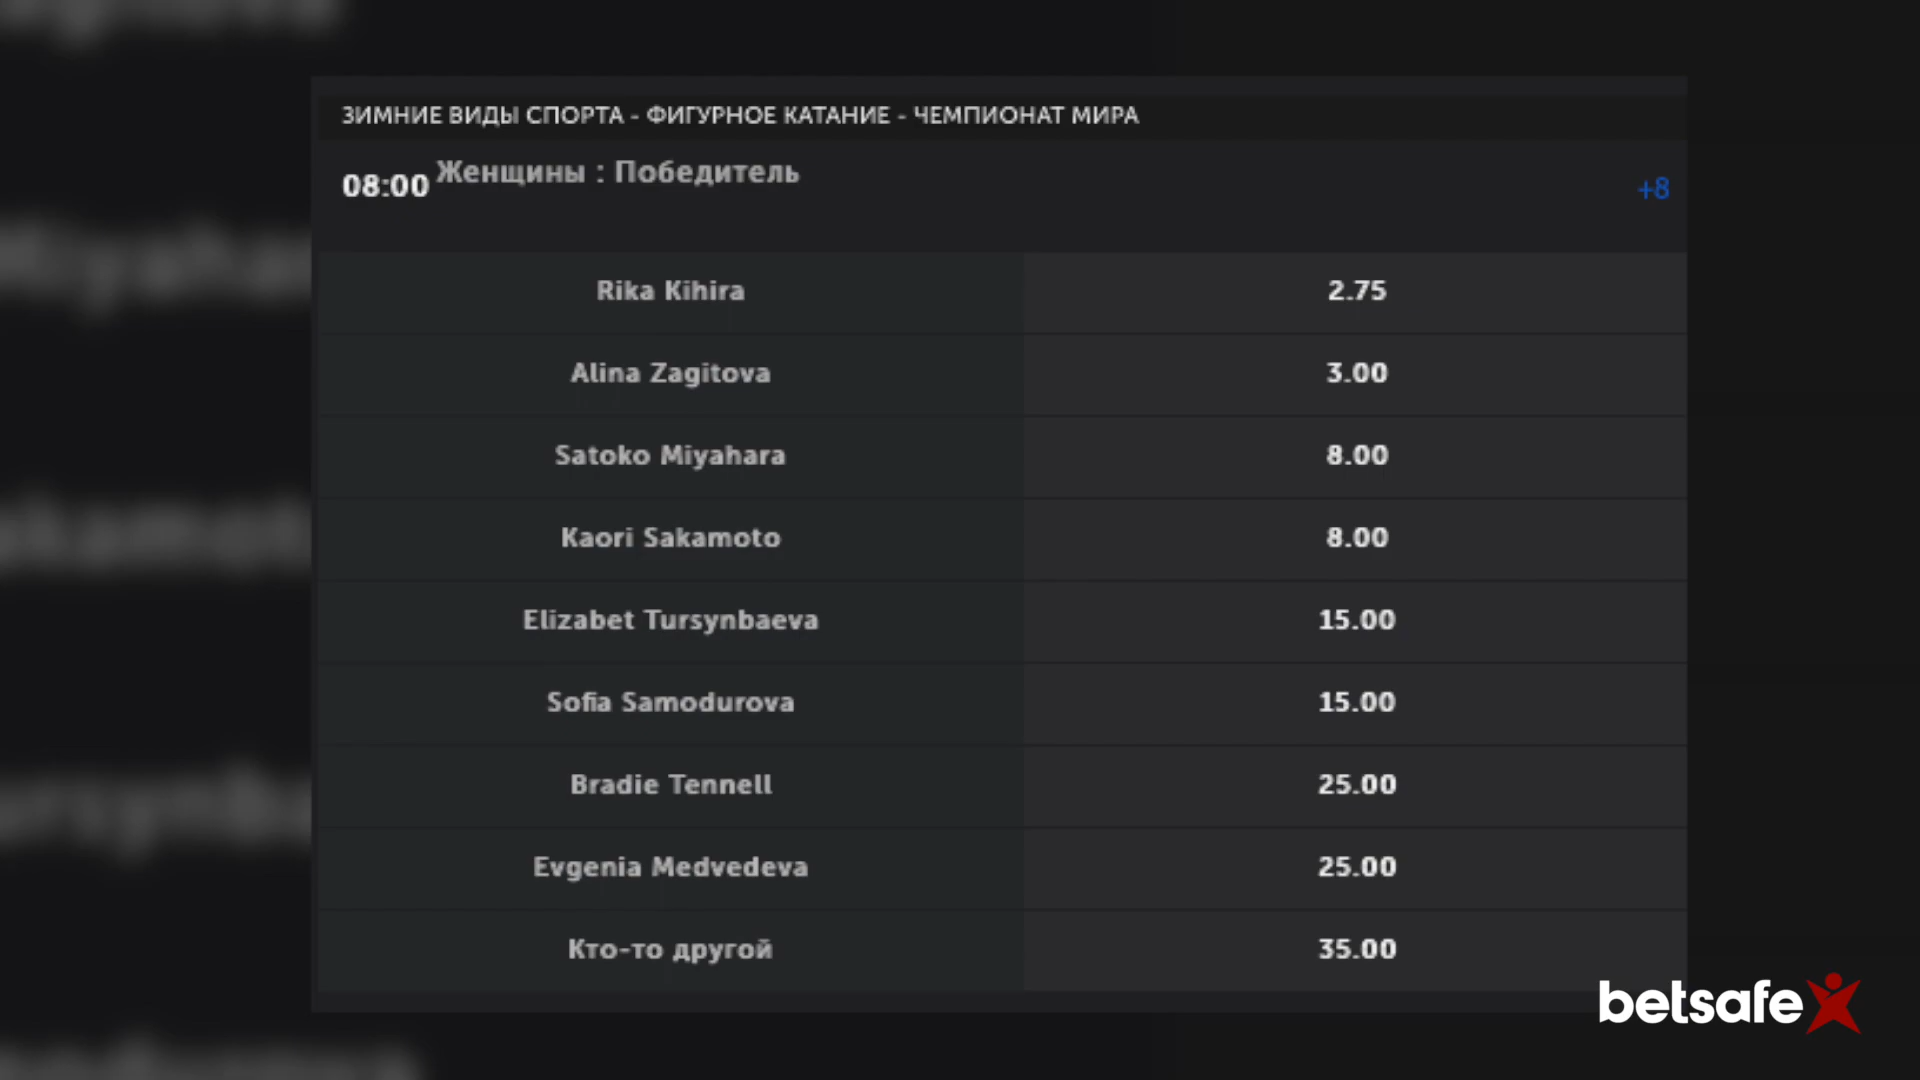 ЗИМНИЕ ВИДЫ СПОРТА - ФИГУРНОЕ КАТАНИЕ - ЧЕМПИОНАТ МИРА
08:00 Женщины : Победитель +8
Rika Kihira 2.75
Alina Zagitova 3.00
Satoko Miyahara 8.00
Kaori Sakamoto 8.00
Elizabet Tursynbaeva 15.00
Sofia Samodurova 15.00
Bradie Tennell 25.00
Evgenia Medvedeva 25.00
Кто-то другой 35.00
betsafe